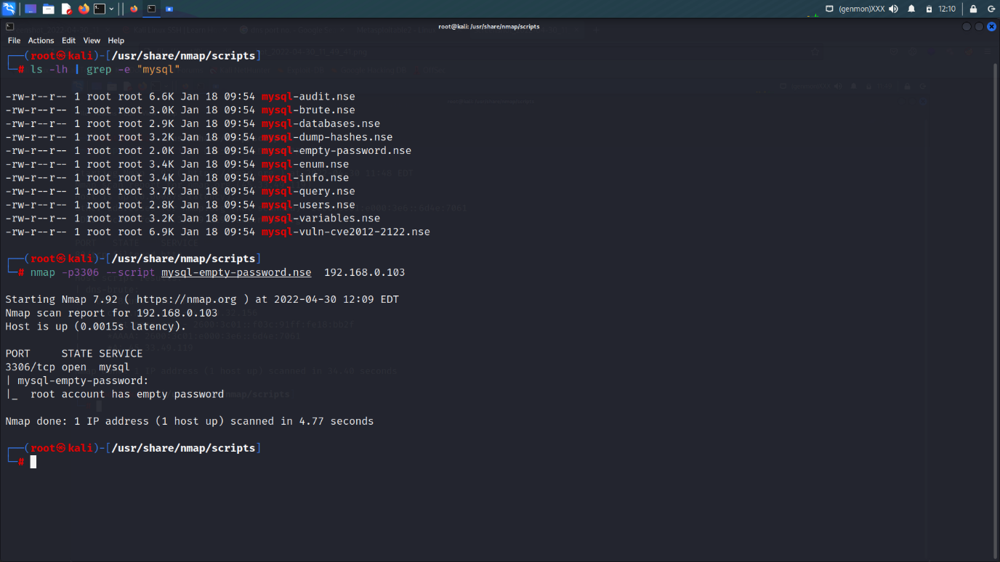 (genmon)XXX 12:10
root@kali: /usr/share/nmap/scripts
File Actions Edit View Help
┌──(root㉿kali)-[/usr/share/nmap/scripts]
└─# ls -lh | grep -e "mysql"
-rw-r--r-- 1 root root 6.6K Jan 18 09:54 mysql-audit.nse
-rw-r--r-- 1 root root 3.0K Jan 18 09:54 mysql-brute.nse
-rw-r--r-- 1 root root 2.9K Jan 18 09:54 mysql-databases.nse
-rw-r--r-- 1 root root 3.2K Jan 18 09:54 mysql-dump-hashes.nse
-rw-r--r-- 1 root root 2.0K Jan 18 09:54 mysql-empty-password.nse
-rw-r--r-- 1 root root 3.4K Jan 18 09:54 mysql-enum.nse
-rw-r--r-- 1 root root 3.4K Jan 18 09:54 mysql-info.nse
-rw-r--r-- 1 root root 3.7K Jan 18 09:54 mysql-query.nse
-rw-r--r-- 1 root root 2.8K Jan 18 09:54 mysql-users.nse
-rw-r--r-- 1 root root 3.2K Jan 18 09:54 mysql-variables.nse
-rw-r--r-- 1 root root 6.9K Jan 18 09:54 mysql-vuln-cve2012-2122.nse
┌──(root㉿kali)-[/usr/share/nmap/scripts]
└─# nmap -p3306 --script mysql-empty-password.nse  192.168.0.103
Starting Nmap 7.92 ( https://nmap.org ) at 2022-04-30 12:09 EDT
Nmap scan report for 192.168.0.103
Host is up (0.0015s latency).
PORT     STATE SERVICE
3306/tcp open  mysql
| mysql-empty-password:
|_  root account has empty password
Nmap done: 1 IP address (1 host up) scanned in 4.77 seconds
┌──(root㉿kali)-[/usr/share/nmap/scripts]
└─#